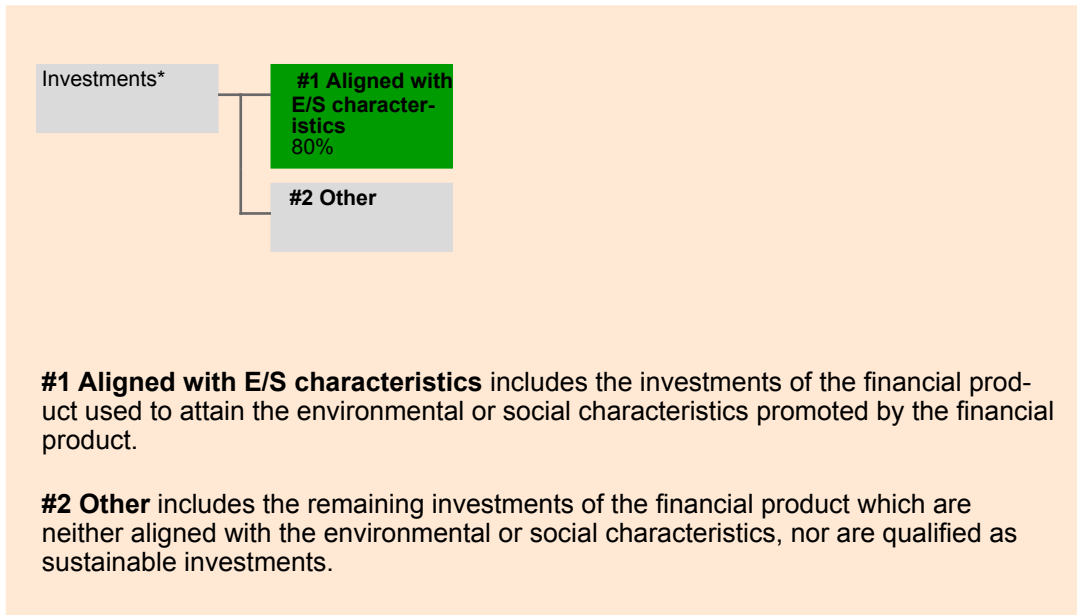 Investments*
#1 Aligned with
E/S character-
istics
80%
#2 Other
#1 Aligned with E/S characteristics includes the investments of the financial prod-
uct used to attain the environmental or social characteristics promoted by the financial
product.
#2 Other includes the remaining investments of the financial product which are
neither aligned with the environmental or social characteristics, nor are qualified as
sustainable investments.